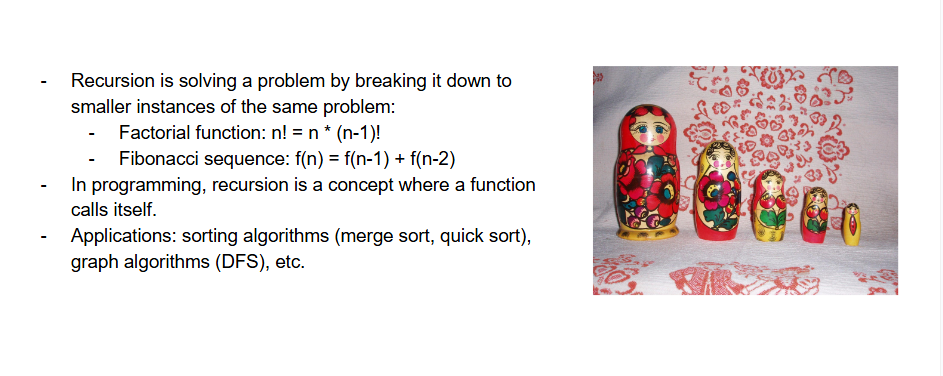 - Recursion is solving a problem by breaking it down to
smaller instances of the same problem:
- Factorial function: n! = n * (n-1)!
- Fibonacci sequence: f(n) = f(n-1) + f(n-2)
- In programming, recursion is a concept where a function
calls itself.
- Applications: sorting algorithms (merge sort, quick sort),
graph algorithms (DFS), etc.